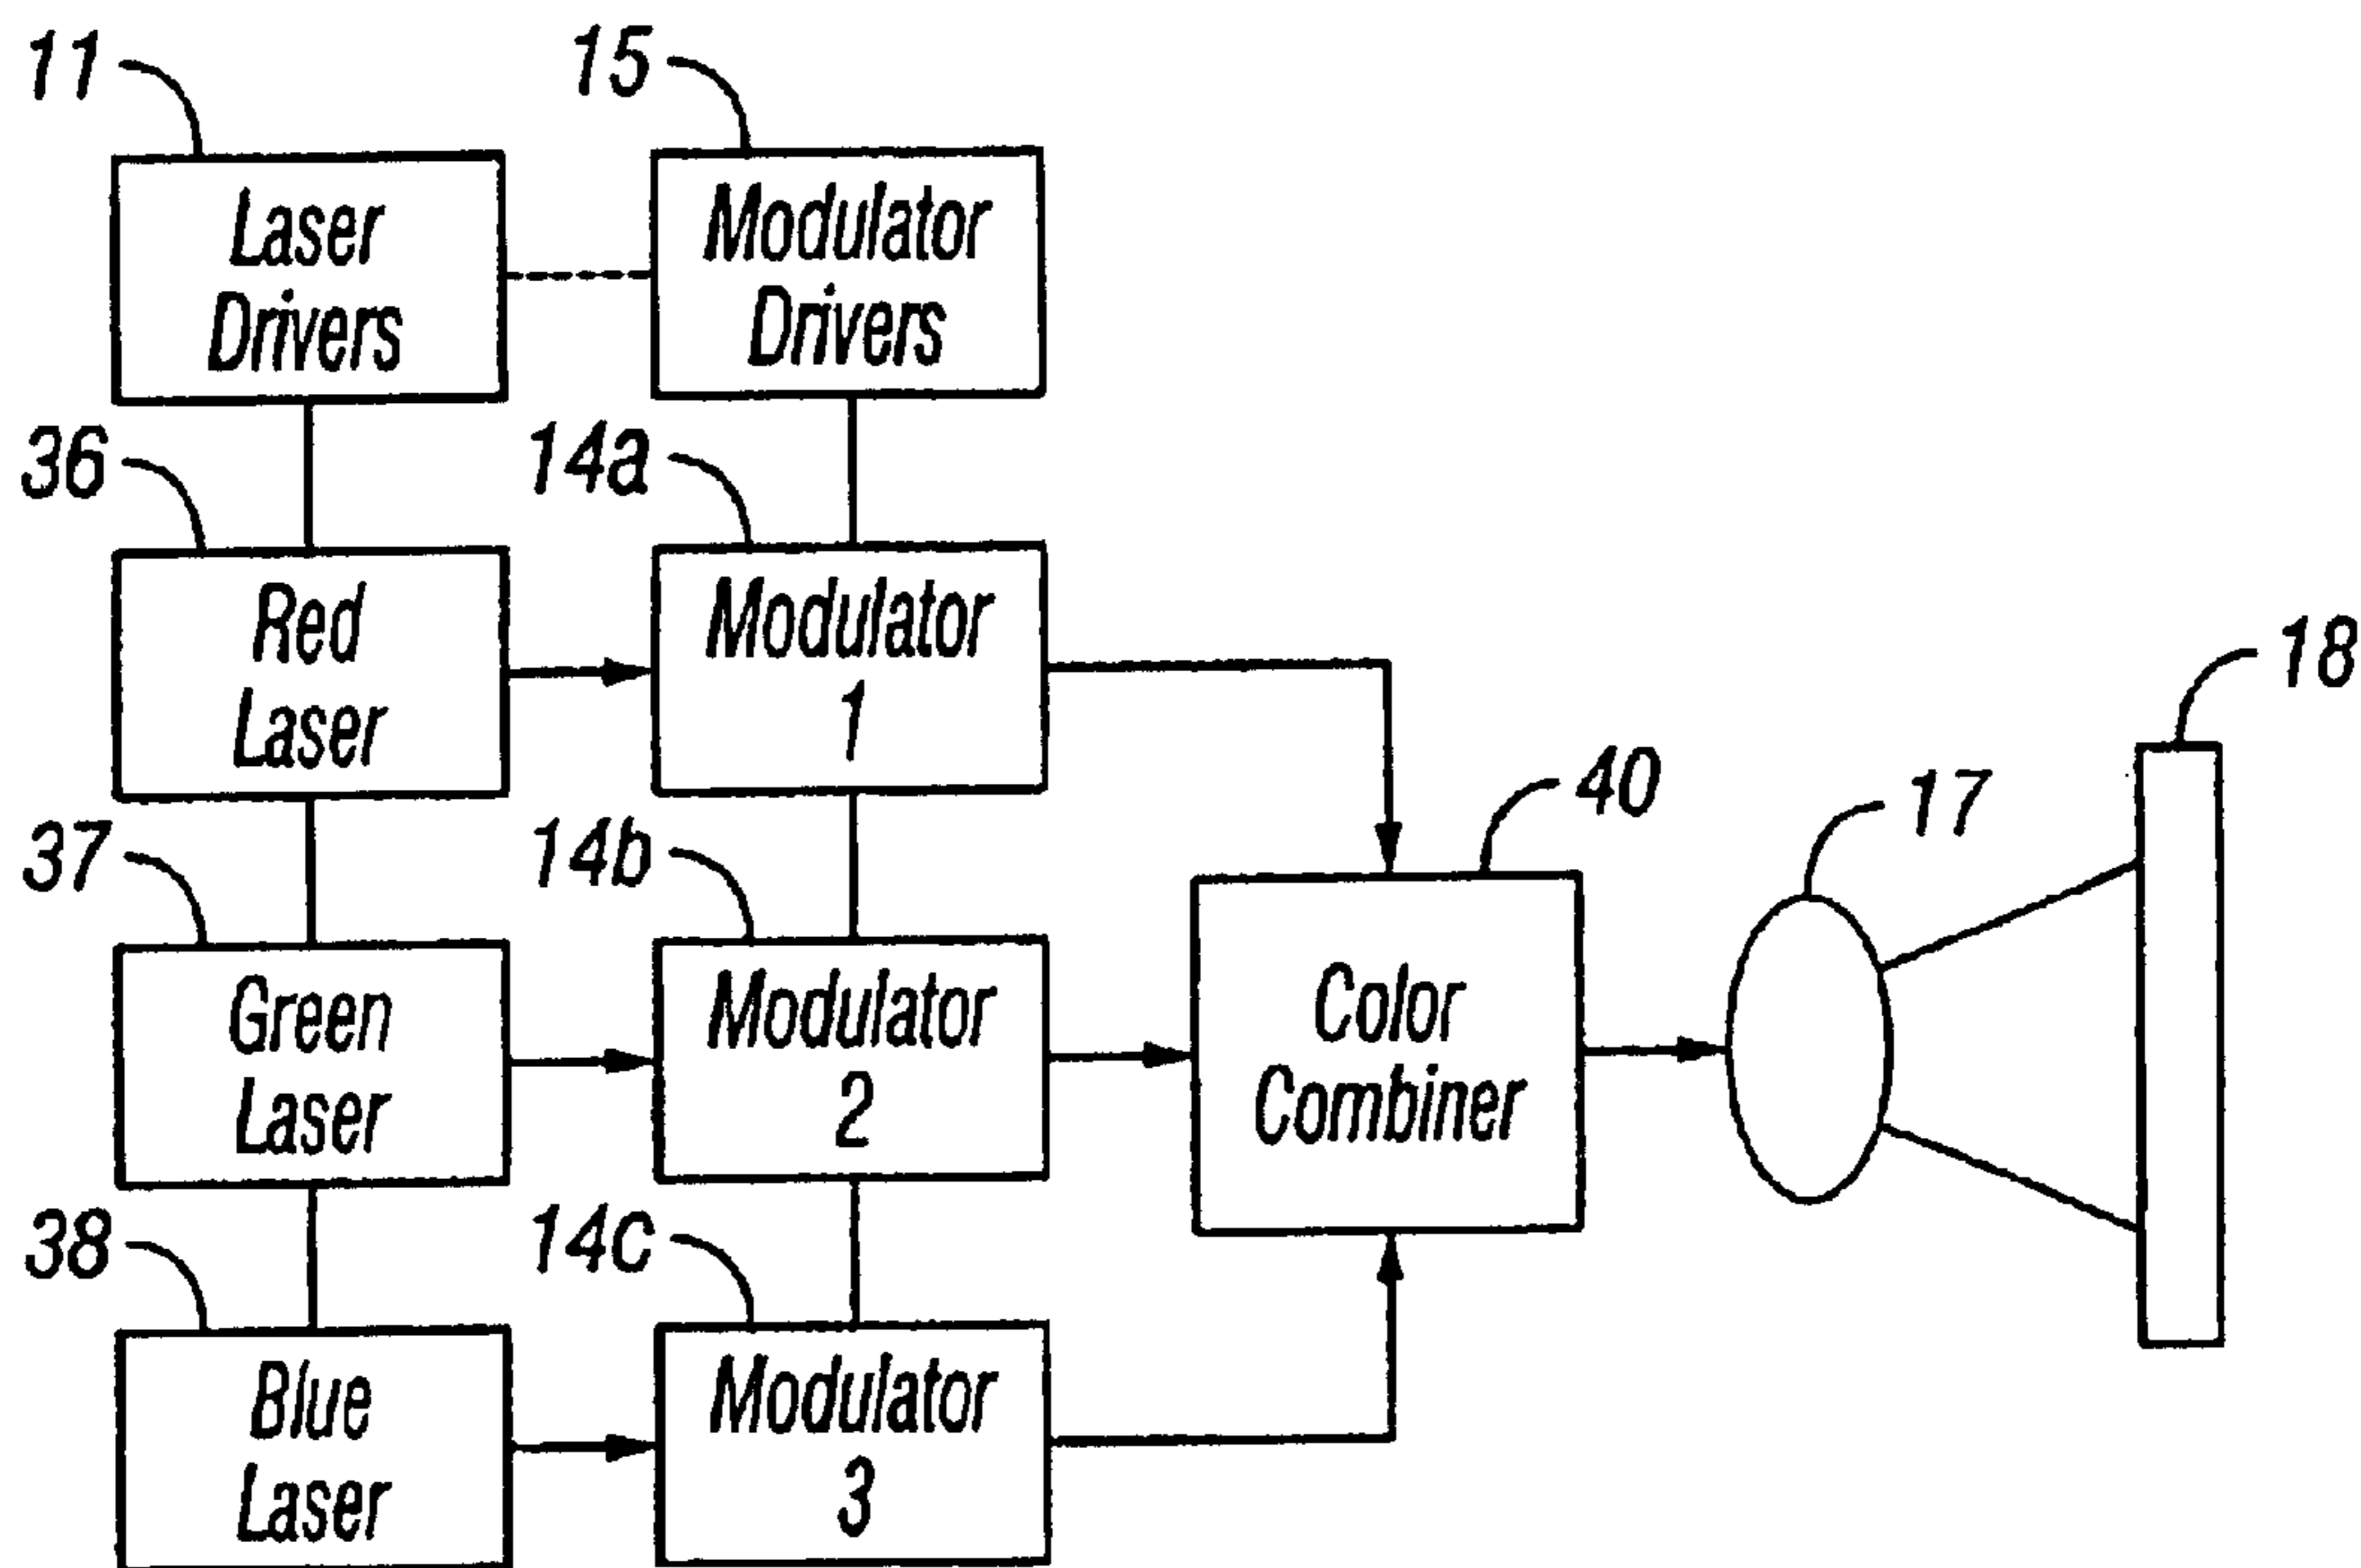 11
15
Laser
Drivers
Modulator
Drivers
36
14a
Red
Laser
Modulator
1
18
40
17
37
14b
Green
Laser
Modulator
2
Color
Combiner
38
14c
Blue
Laser
Modulator
3